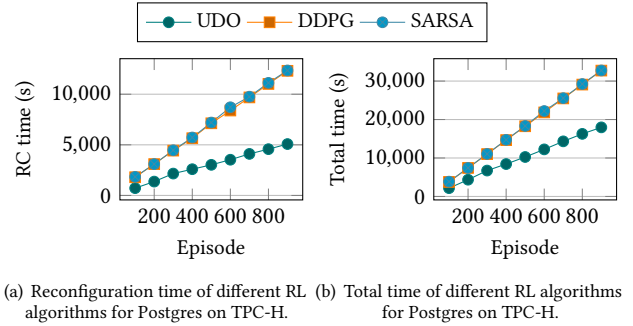 UDO DDPG SARSA
10,000
5,000
0
RC time (s)
200 400 600 800
Episode
30,000
20,000
10,000
0
Total time (s)
200 400 600 800
Episode
(a) Reconfiguration time of different RL
algorithms for Postgres on TPC-H.
(b) Total time of different RL algorithms
for Postgres on TPC-H.